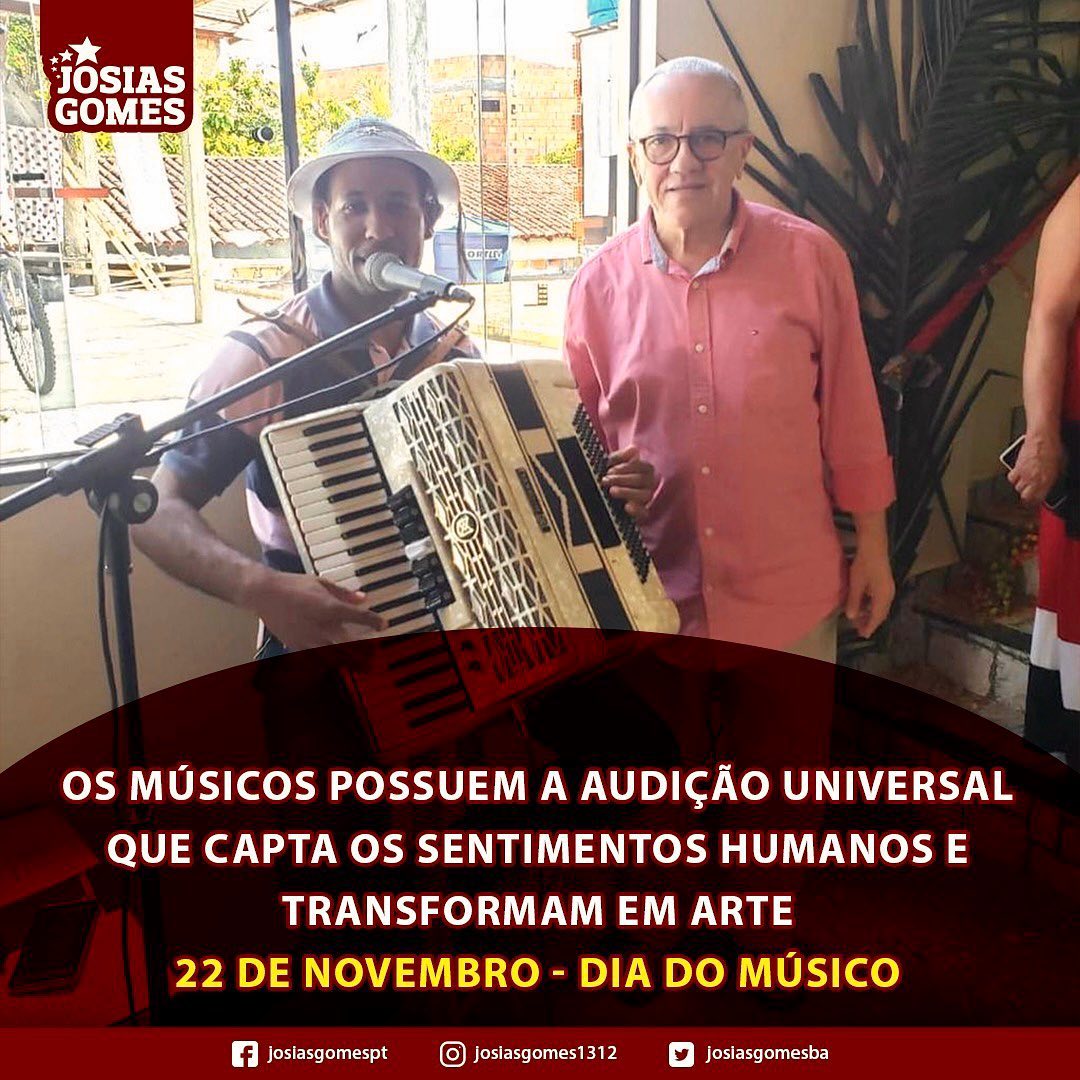 JOSIAS
GOMES
OS MÚSICOS POSSUEM A AUDIÇÃO UNIVERSAL
QUE CAPTA OS SENTIMENTOS HUMANOS E
TRANSFORMAM EM ARTE
22 DE NOVEMBRO - DIA DO MÚSICO
josiasgomespt
josiasgomes1312
josiasgomesba